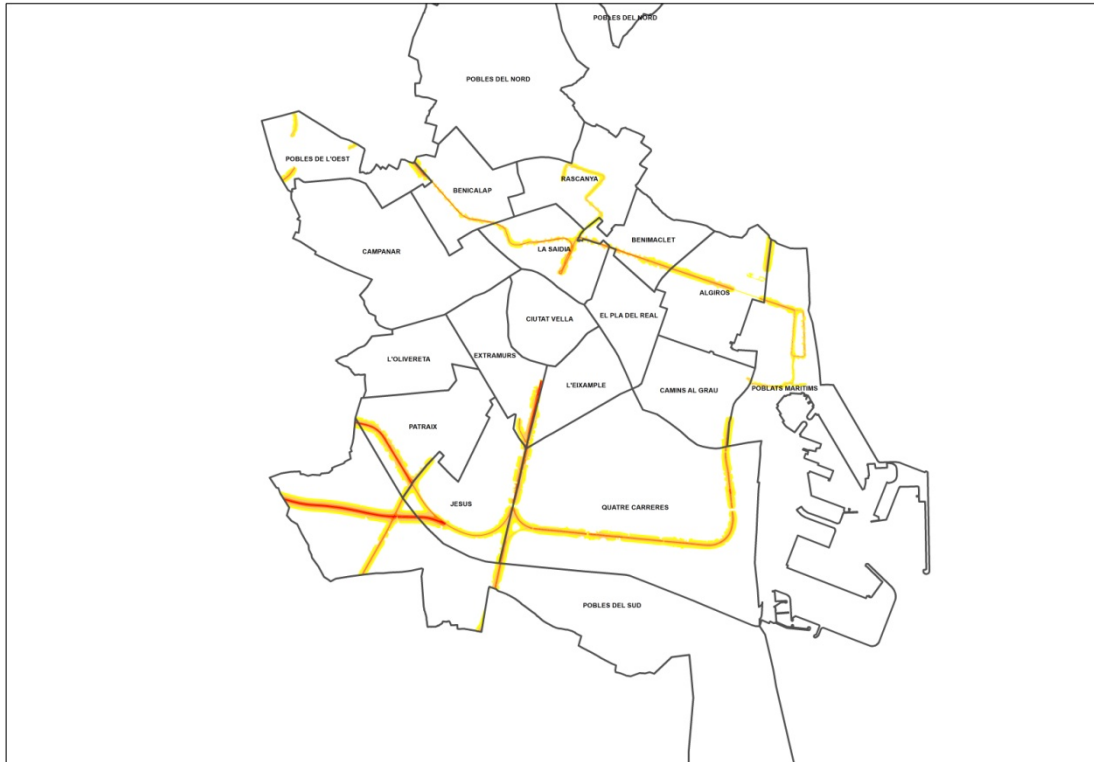 POBLES DEL NORD
POBLES DEL NORD
POBLES DE L'OEST
RASCANYA
BENICALAP
BENIMACLET
LA SAIDIA
CAMPANAR
ALGIROS
EL PLA DEL REAL
CIUTAT VELLA
EXTRAMURS
L'OLIVERETA
L'EIXAMPLE
CAMINS AL GRAU
POBLATS MARITIMS
PATRAIX
JESUS
QUATRE CARRERES
POBLES DEL SUD